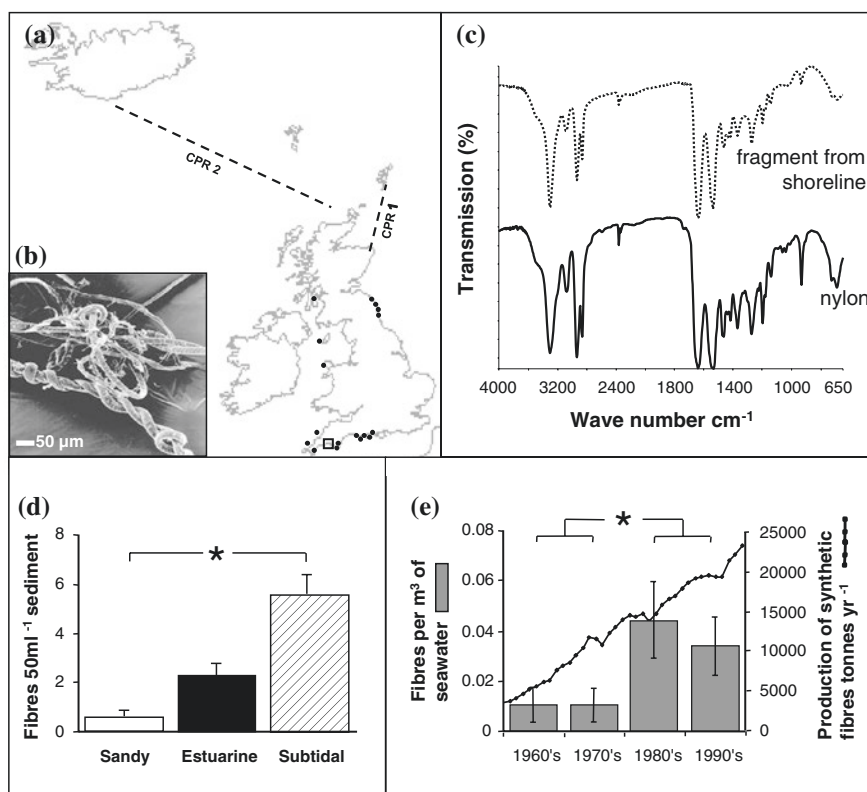 (a)
CPR 2
CPR 1
(b)
50 µm
(c)
Transmission (%)
fragment from
shoreline
nylon
4000 3200 2400 1800 1400 1000 650
Wave number cm⁻¹
(d)
Fibres 50ml ⁻¹ sediment
8
6
4
2
0
*
Sandy Estuarine Subtidal
(e)
Fibres per m³ of
seawater
0.08
0.06
0.04
0.02
0
*
25000
20000
15000
10000
5000
0
Production of synthetic
fibres tonnes yr ⁻¹
1960's 1970's 1980's 1990's